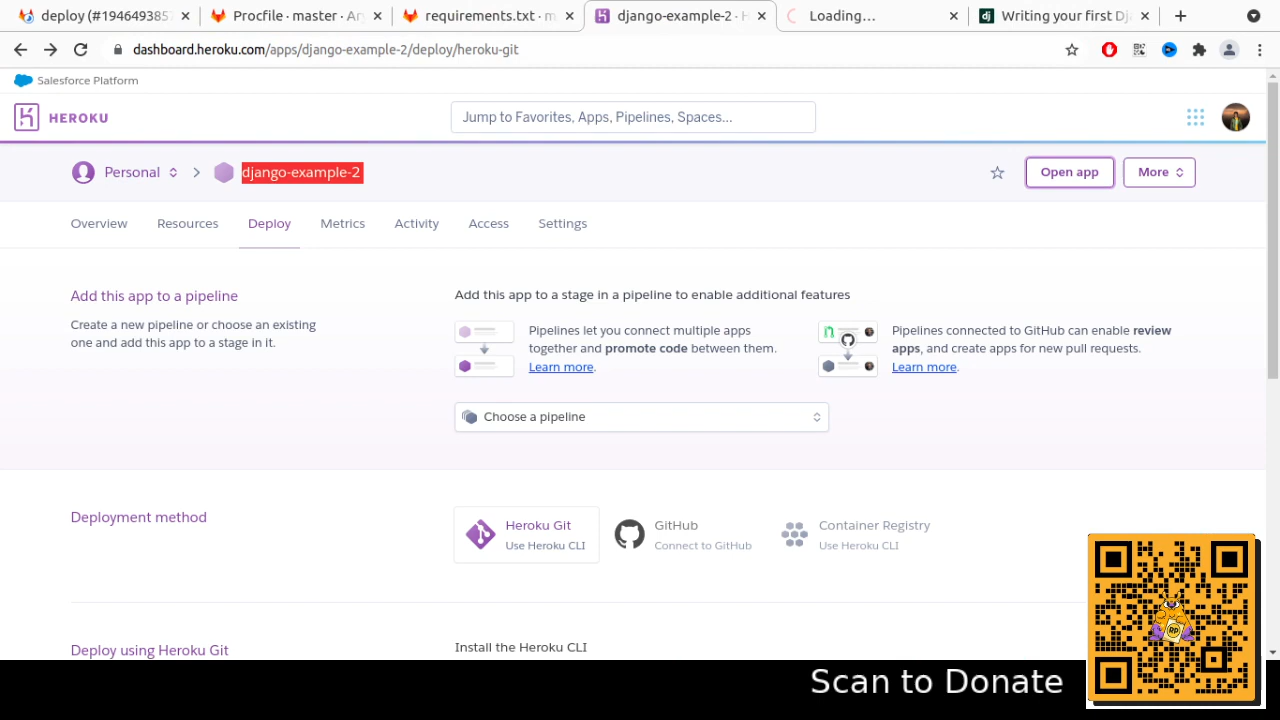 deploy (#194649385
Procfile · master · Ar
requirements.txt · m
django-example-2 · H
Loading…
Writing your first Dj
dashboard.heroku.com/apps/django-example-2/deploy/heroku-git
Salesforce Platform
HEROKU
Jump to Favorites, Apps, Pipelines, Spaces...
Personal
django-example-2
Open app
More
Overview
Resources
Deploy
Metrics
Activity
Access
Settings
Add this app to a pipeline
Create a new pipeline or choose an existing
one and add this app to a stage in it.
Add this app to a stage in a pipeline to enable additional features
Pipelines let you connect multiple apps
together and promote code between them.
Learn more.
Pipelines connected to GitHub can enable review
apps, and create apps for new pull requests.
Learn more.
Choose a pipeline
Deployment method
Heroku Git
Use Heroku CLI
GitHub
Connect to GitHub
Container Registry
Use Heroku CLI
Deploy using Heroku Git
Install the Heroku CLI
RP
Scan to Donate